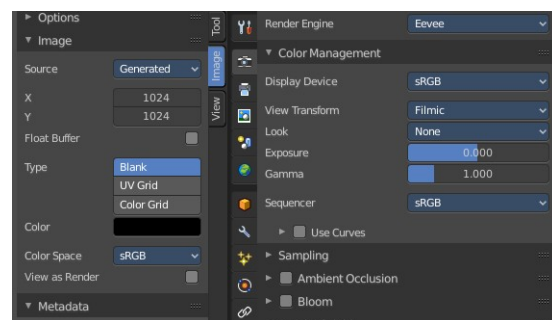 Options
Image
Source Generated
X 1024
Y 1024
Float Buffer
Type Blank
UV Grid
Color Grid
Color
Color Space sRGB
View as Render
Metadata
Tool
Image
View
Render Engine Eevee
Color Management
Display Device sRGB
View Transform Filmic
Look None
Exposure 0.000
Gamma 1.000
Sequencer sRGB
Use Curves
Sampling
Ambient Occlusion
Bloom